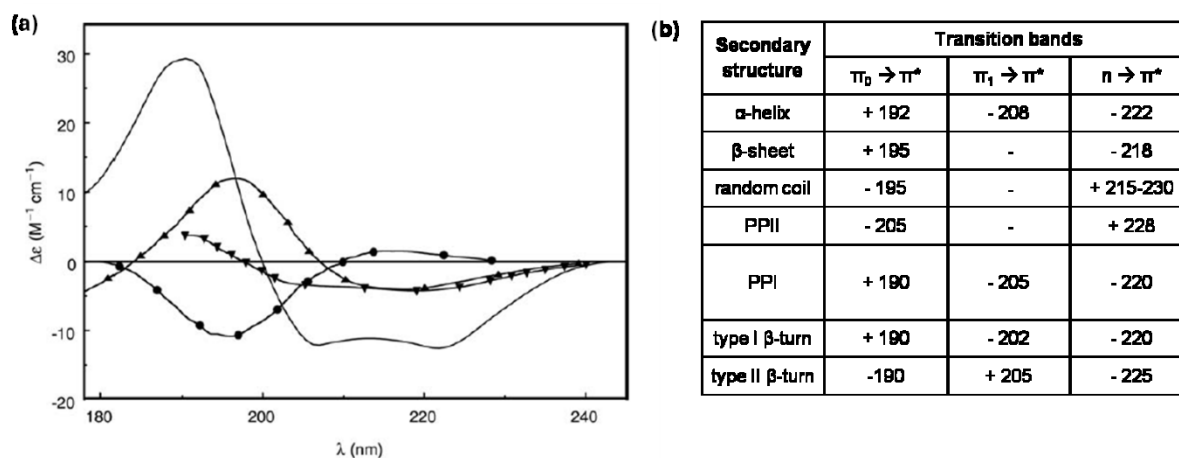 (a)
30
20
10
0
-10
-20
Δε (M⁻¹ cm⁻¹)
180 200 220 240
λ (nm)
(b)
Secondary structure Transition bands
π₀ → π* π₁ → π* n → π*
α-helix + 192 - 208 - 222
β-sheet + 195 - - 218
random coil - 195 - + 215-230
PPII - 205 + 228
PPI + 190 - 205 - 220
type I β-turn + 190 - 202 - 220
type II β-turn -190 + 205 - 225